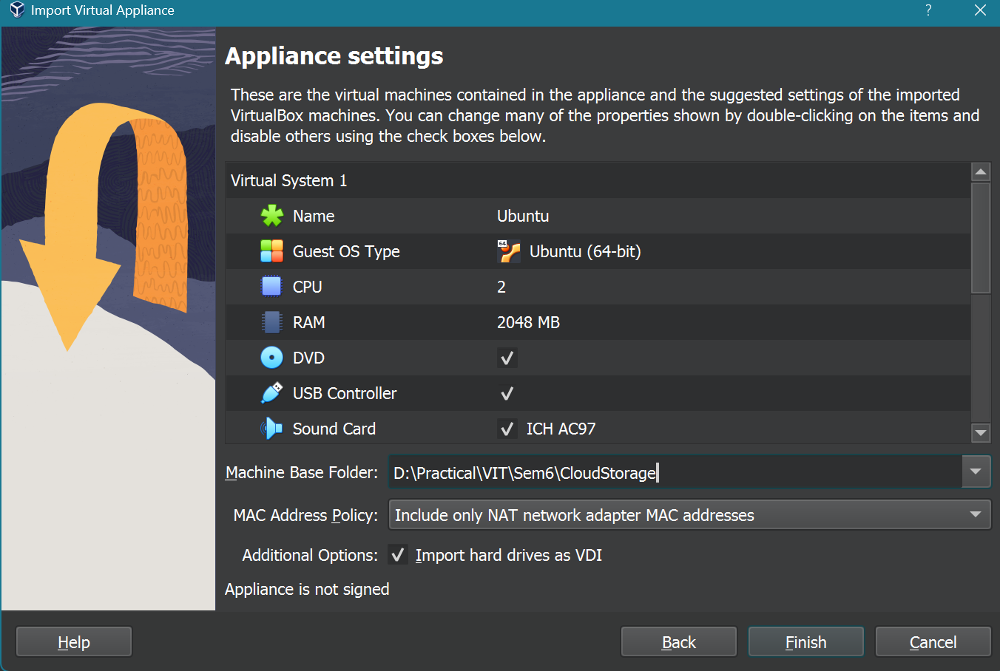 Import Virtual Appliance
?
Appliance settings
These are the virtual machines contained in the appliance and the suggested settings of the imported
VirtualBox machines. You can change many of the properties shown by double-clicking on the items and
disable others using the check boxes below.
Virtual System 1
Name Ubuntu
Guest OS Type 64 Ubuntu (64-bit)
CPU 2
RAM 2048 MB
DVD
USB Controller
Sound Card ICH AC97
Machine Base Folder: D:\Practical\VIT\Sem6\CloudStorage
MAC Address Policy: Include only NAT network adapter MAC addresses
Additional Options: Import hard drives as VDI
Appliance is not signed
Help Back Finish Cancel